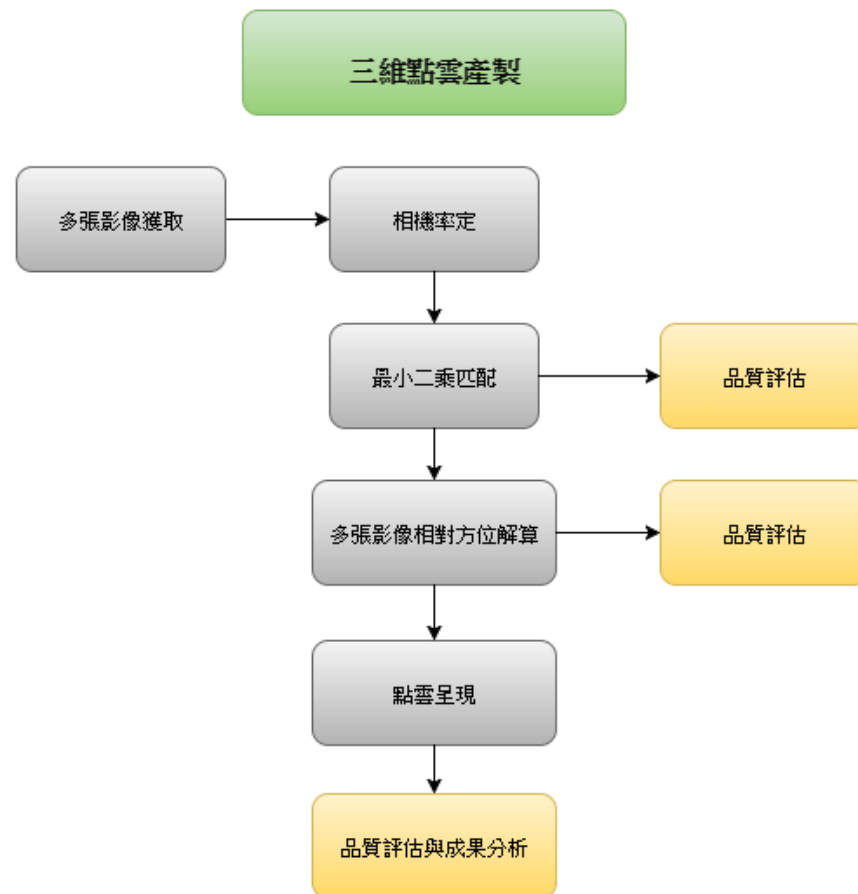 三維點雲產製
多張影像獲取
相機率定
最小二乘匹配
品質評估
多張影像相對方位解算
品質評估
點雲呈現
品質評估與成果分析